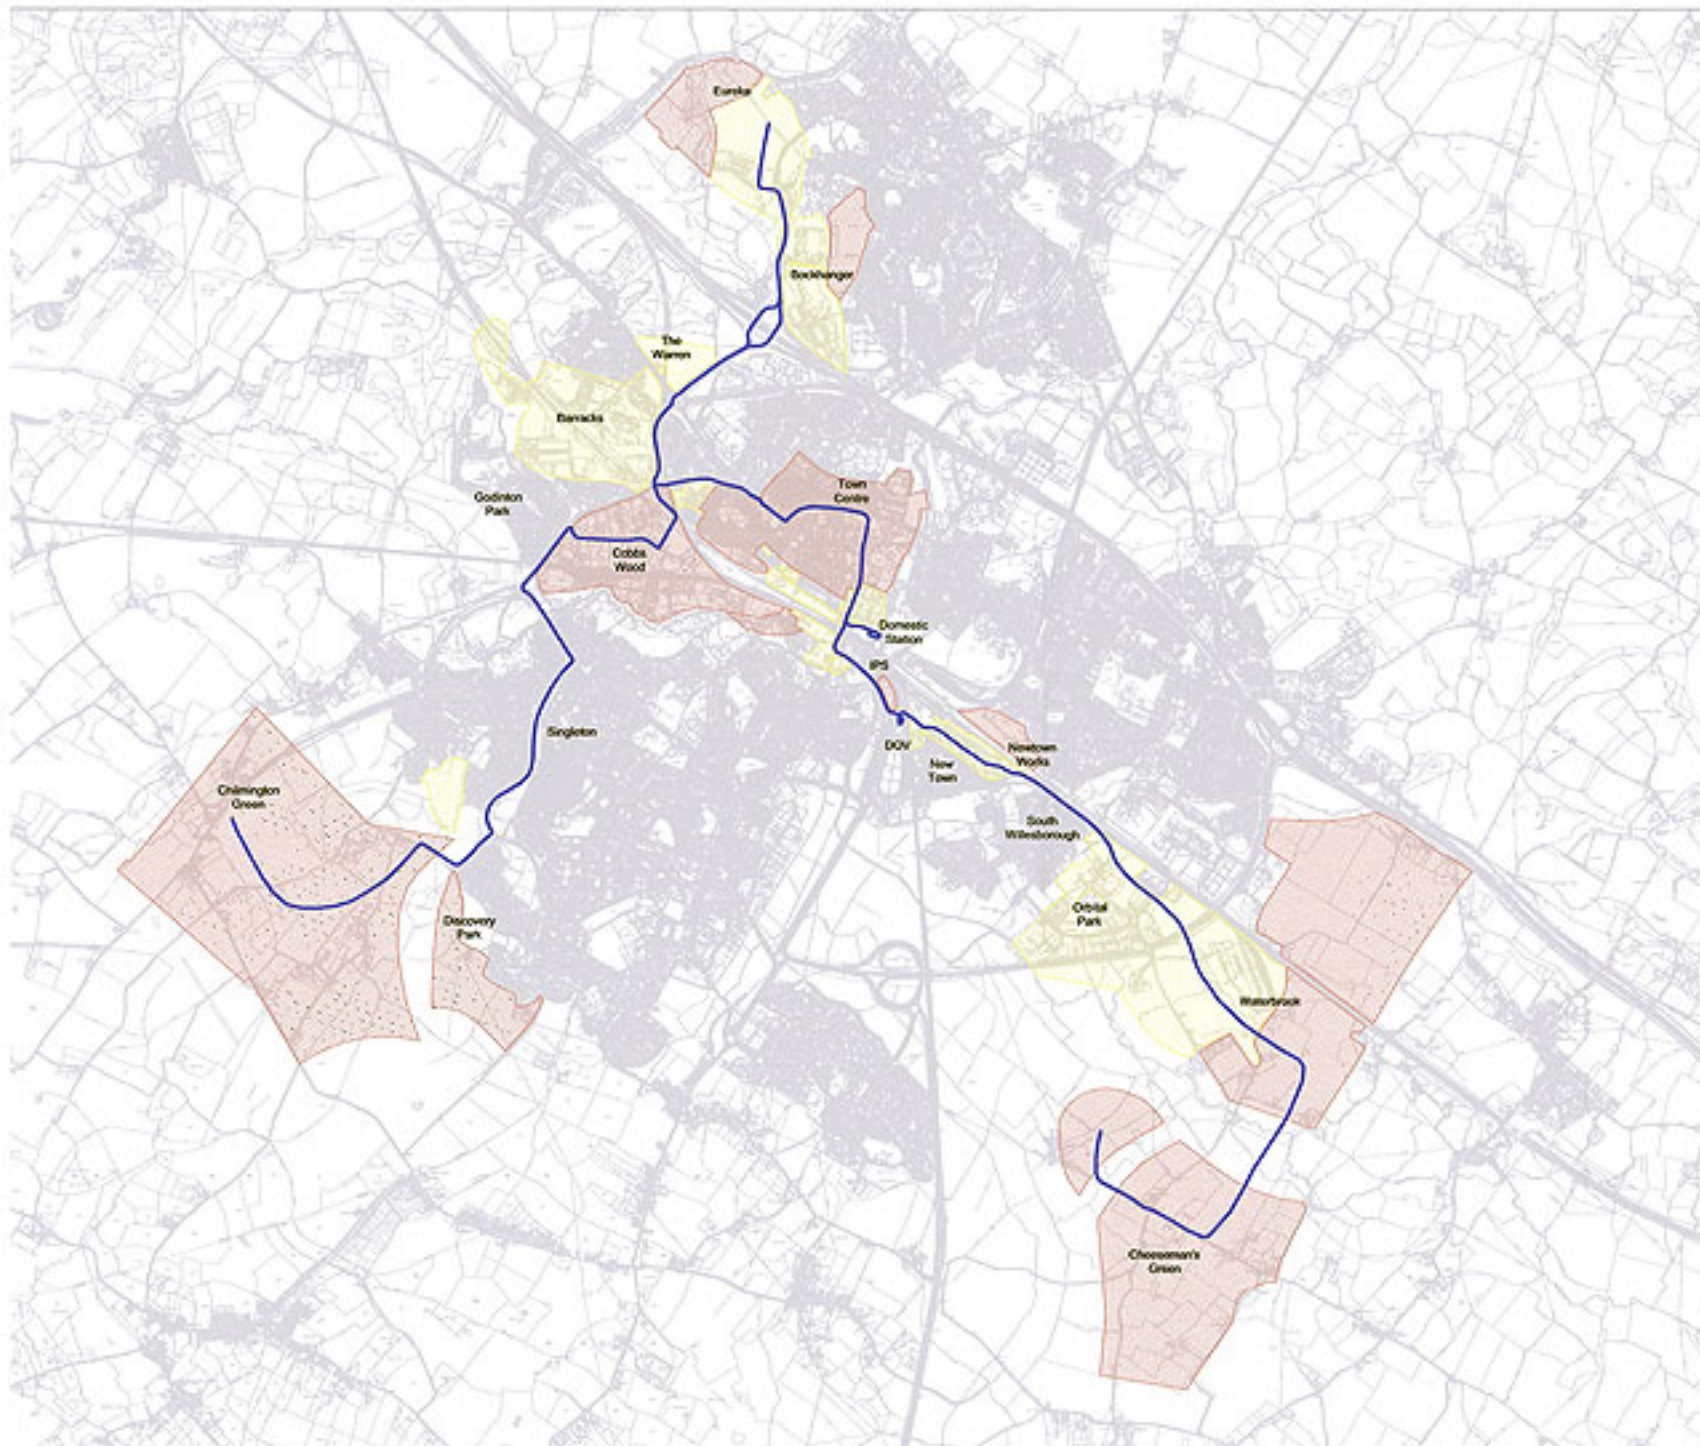 Eureka
Bockhanger
The
Warren
Barracks
Godinton
Park
Town
Centre
Cobbs
Wood
Domestic
Station
IPS
Singleton
DOV
New
Town
Newtown
Works
Chilmington
Green
South
Willesborough
Discovery
Park
Orbital
Park
Waterbrook
Cheeseman's
Green